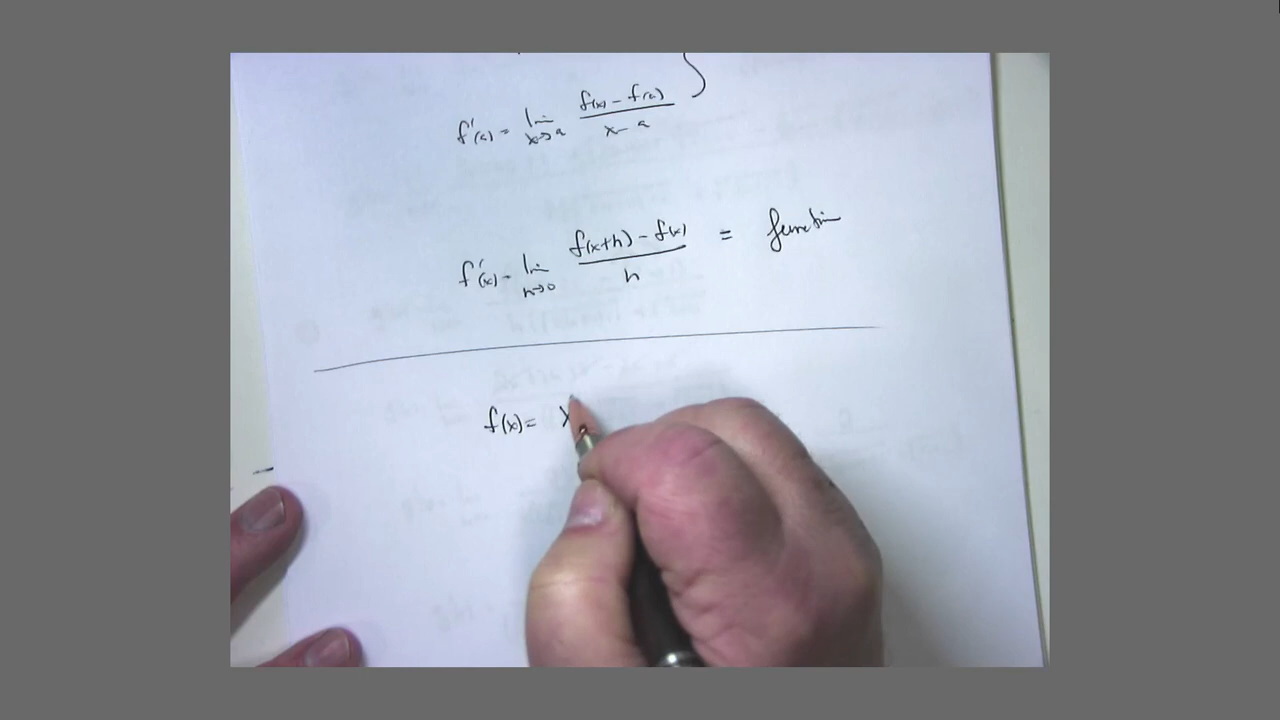 f'(a) = lim x→a (f(x) - f(a)) / (x - a)
f'(x) = lim h→0 (f(x+h) - f(x)) / h = function
f(x) = x